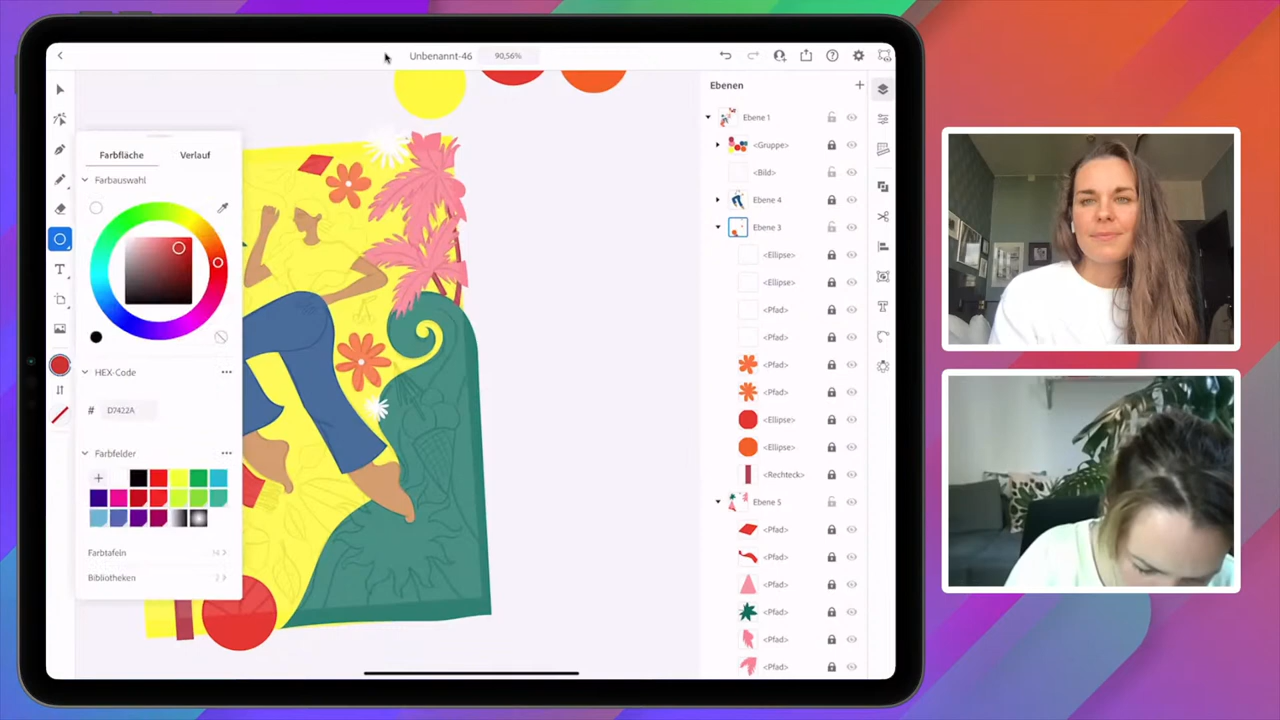 Unbenannt-46
90,56%
Ebenen
Ebene 1
<Gruppe>
<Bild>
Ebene 4
Ebene 3
<Ellipse>
<Ellipse>
<Pfad>
<Pfad>
<Pfad>
<Pfad>
<Ellipse>
<Ellipse>
<Rechteck>
Ebene 5
<Pfad>
<Pfad>
<Pfad>
<Pfad>
<Pfad>
<Pfad>
Farbfläche
Verlauf
Farbauswahl
HEX-Code
# D7422A
Farbfelder
Farbtafeln
14
Bibliotheken
2